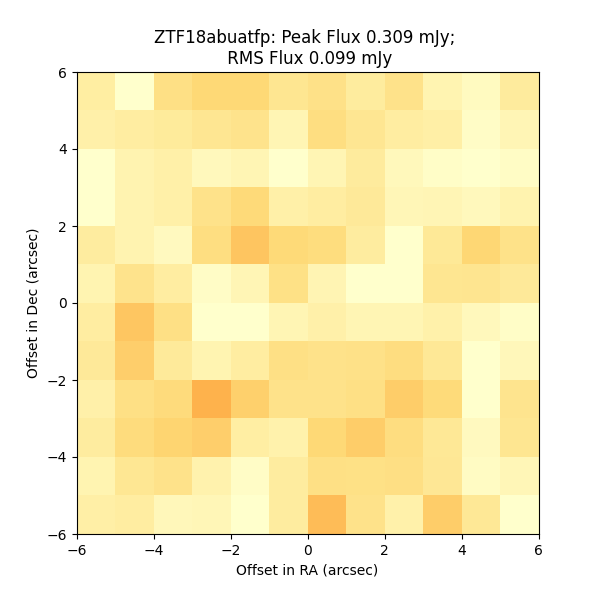 ZTF18abuatfp: Peak Flux 0.309 mJy;
RMS Flux 0.099 mJy
6
4
2
0
−2
−4
−6
Offset in Dec (arcsec)
−6 −4 −2 0 2 4 6
Offset in RA (arcsec)